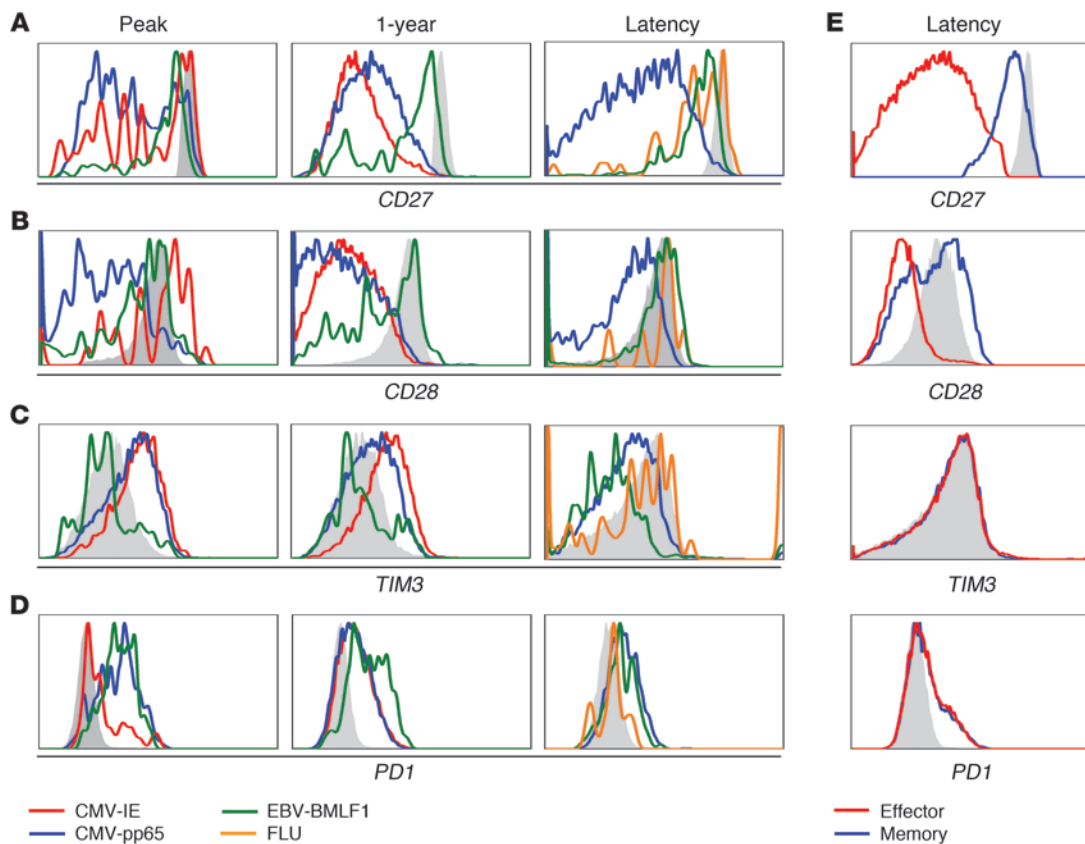 A Peak 1-year Latency E Latency
CD27 CD27
B
CD28 CD28
C
TIM3 TIM3
D
PD1 PD1
CMV-IE EBV-BMLF1 Effector
CMV-pp65 FLU Memory